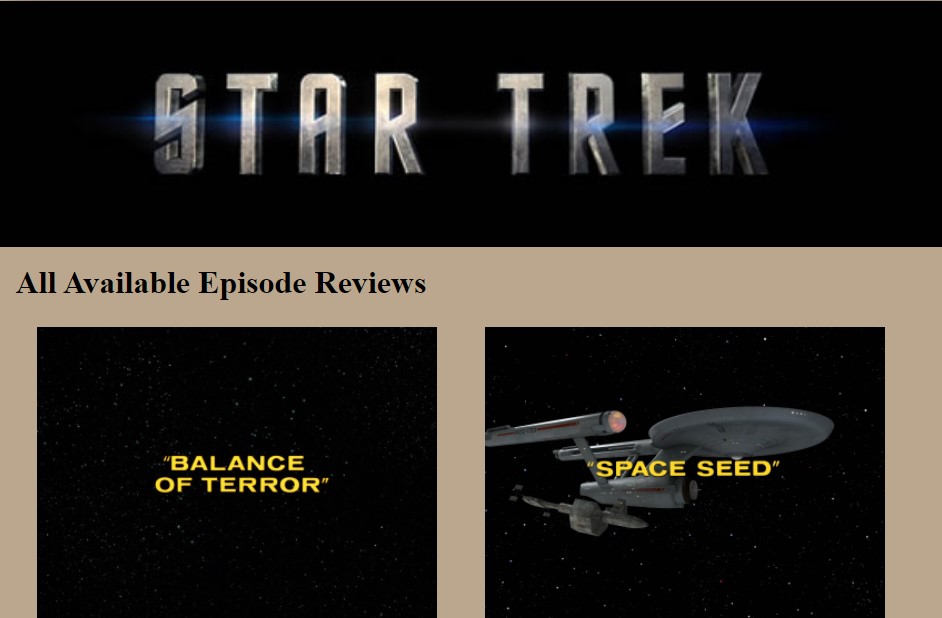 STAR TREK
All Available Episode Reviews
"BALANCE
OF TERROR"
"SPACE SEED"